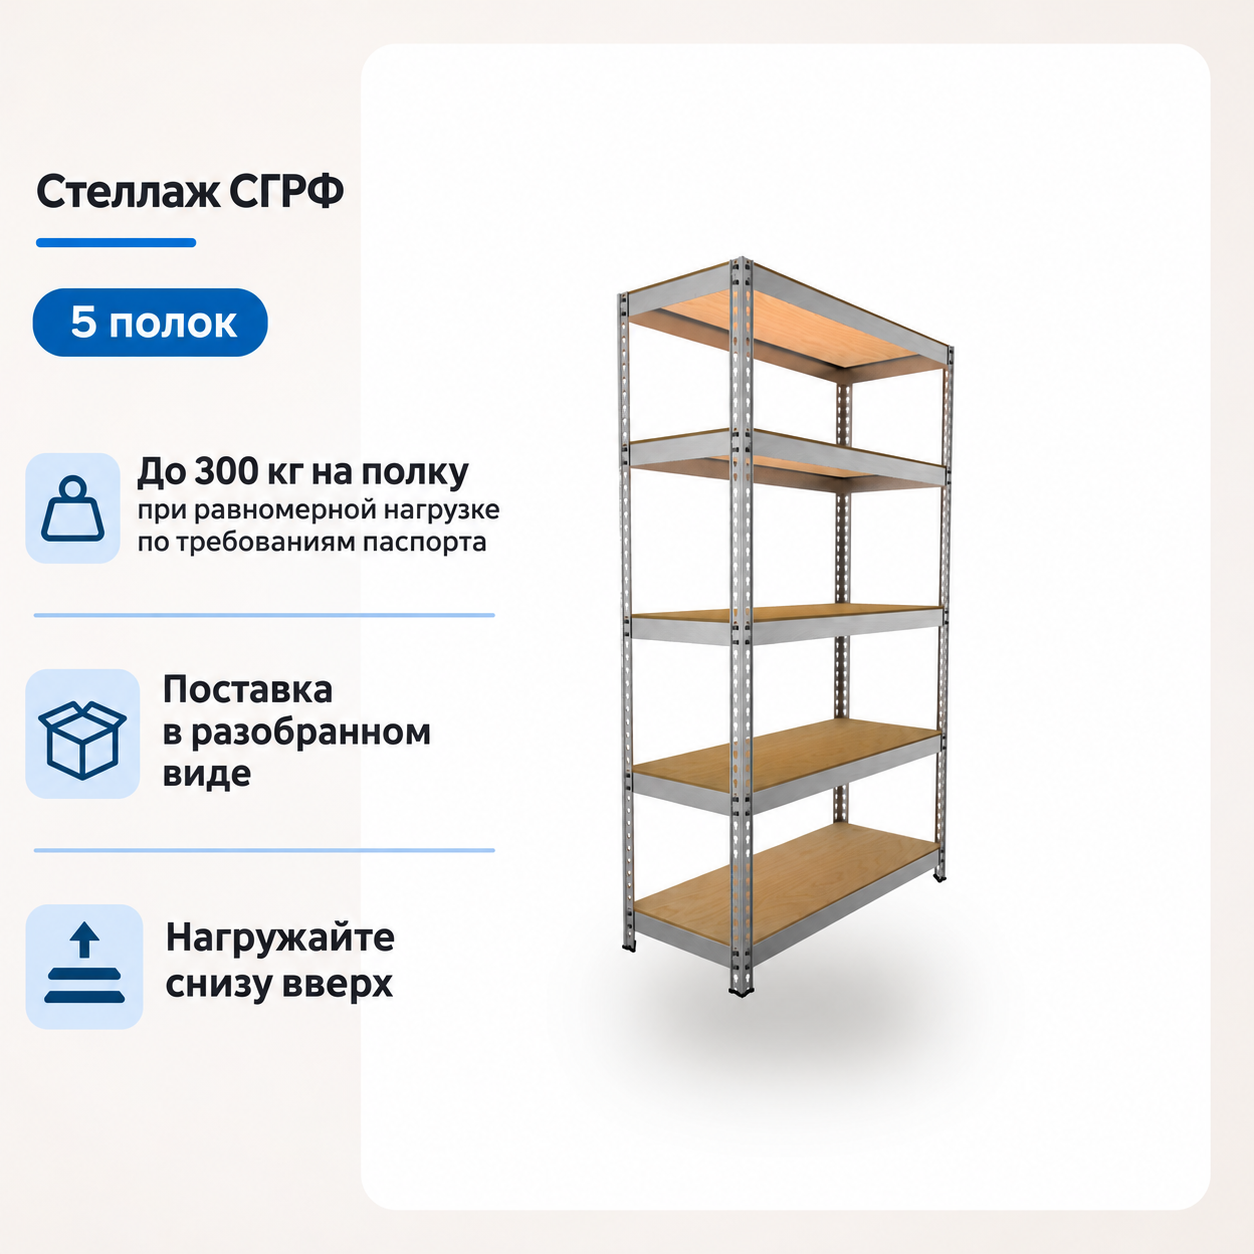 Стеллаж СГРФ
5 полок
До 300 кг на полку
при равномерной нагрузке
по требованиям паспорта
Поставка
в разобранном
виде
Нагружайте
снизу вверх